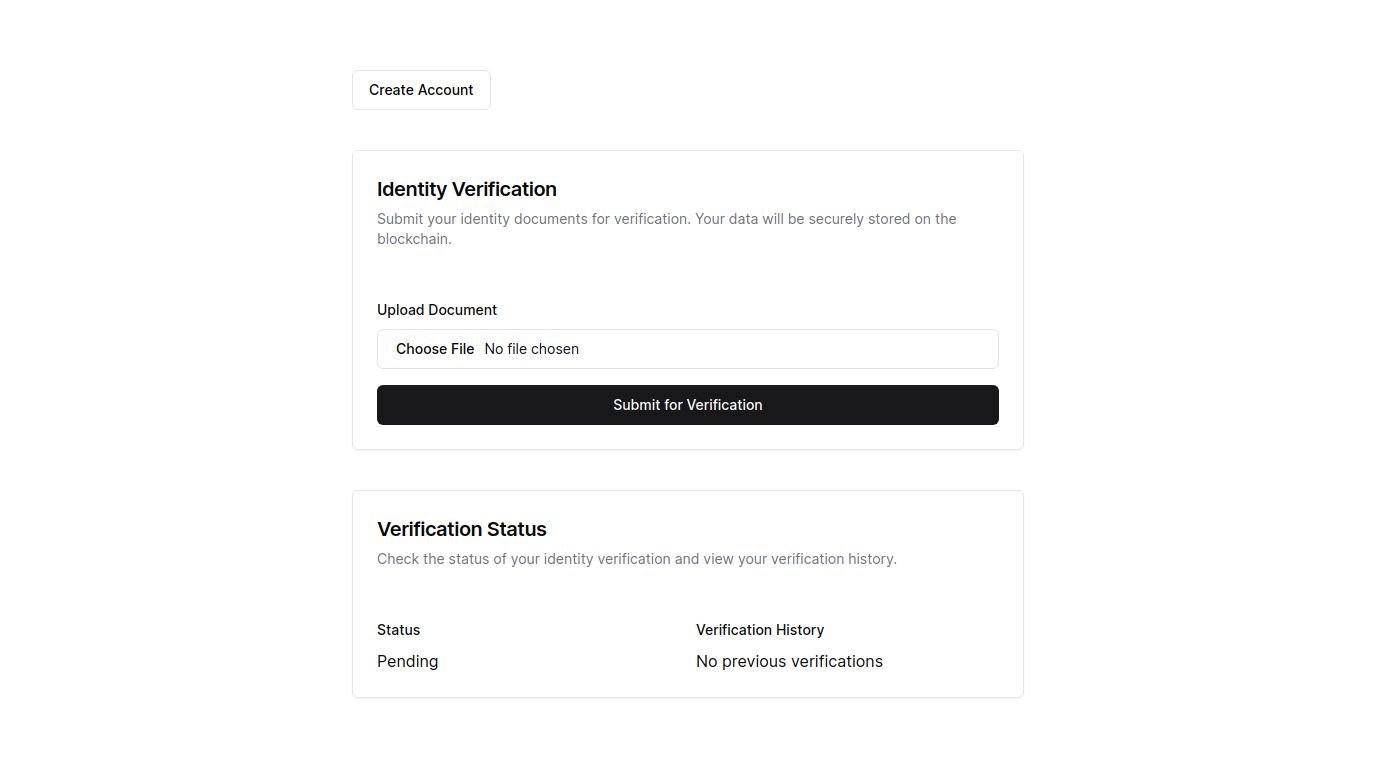 Create Account
Identity Verification
Submit your identity documents for verification. Your data will be securely stored on the
blockchain.
Upload Document
Choose File No file chosen
Submit for Verification
Verification Status
Check the status of your identity verification and view your verification history.
Status
Pending
Verification History
No previous verifications